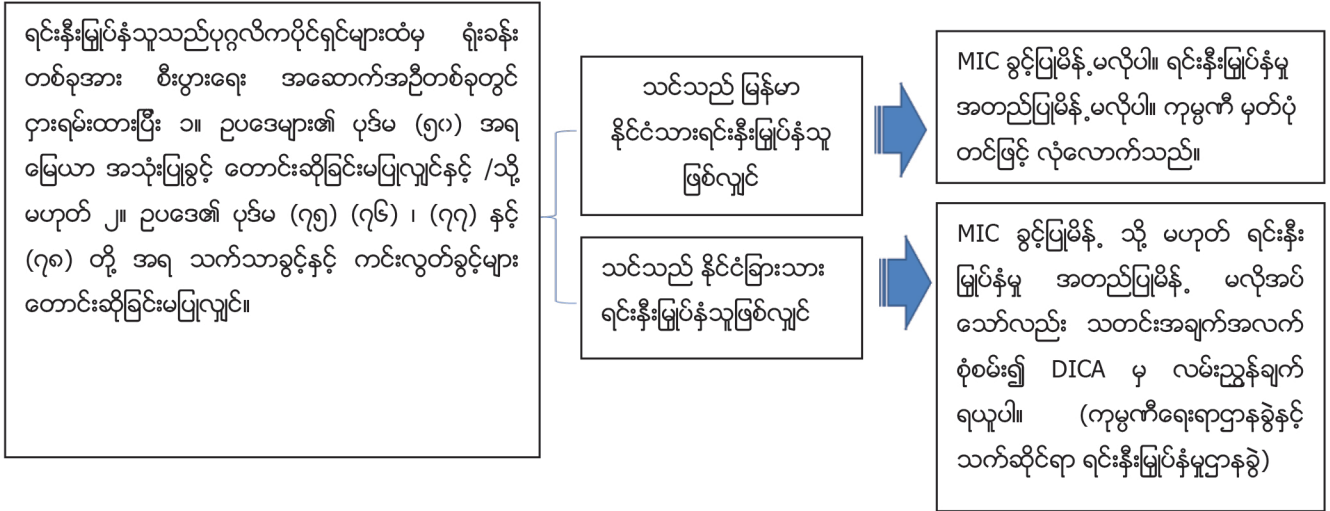 ရင်းနှီးမြှုပ်နှံသူသည်ပုဂ္ဂလိကပိုင်ရှင်များထံမှ ရုံးခန်း
တစ်ခုအား စီးပွားရေး အဆောက်အဦတစ်ခုတွင်
ငှားရမ်းထားပြီး ၁။ ဥပဒေများ၏ ပုဒ်မ (၅၀) အရ
မြေယာ အသုံးပြုခွင့် တောင်းဆိုခြင်းမပြုလျှင်နှင့် /သို့
မဟုတ် ၂။ ဥပဒေ၏ ပုဒ်မ (၇၅) (၇၆) ၊ (၇၇) နှင့်
(၇၈) တို့ အရ သက်သာခွင့်နှင့် ကင်းလွတ်ခွင့်များ
တောင်းဆိုခြင်းမပြုလျှင်။
သင်သည် မြန်မာ
နိုင်ငံသားရင်းနှီးမြှုပ်နှံသူ
ဖြစ်လျှင်
MIC ခွင့်ပြုမိန့် မလိုပါ။ ရင်းနှီးမြှုပ်နှံမှု
အတည်ပြုမိန့် မလိုပါ။ ကုမ္ပဏီ မှတ်ပုံ
တင်ဖြင့် လုံလောက်သည်။
သင်သည် နိုင်ငံခြားသား
ရင်းနှီးမြှုပ်နှံသူဖြစ်လျှင်
MIC ခွင့်ပြုမိန့် သို့ မဟုတ် ရင်းနှီး
မြှုပ်နှံမှု အတည်ပြုမိန့် မလိုအပ်
သော်လည်း သတင်းအချက်အလက်
စုံစမ်း၍ DICA မှ လမ်းညွှန်ချက်
ရယူပါ။ (ကုမ္ပဏီရေးရာဌာနခွဲနှင့်
သက်ဆိုင်ရာ ရင်းနှီးမြှုပ်နှံမှုဌာနခွဲ)